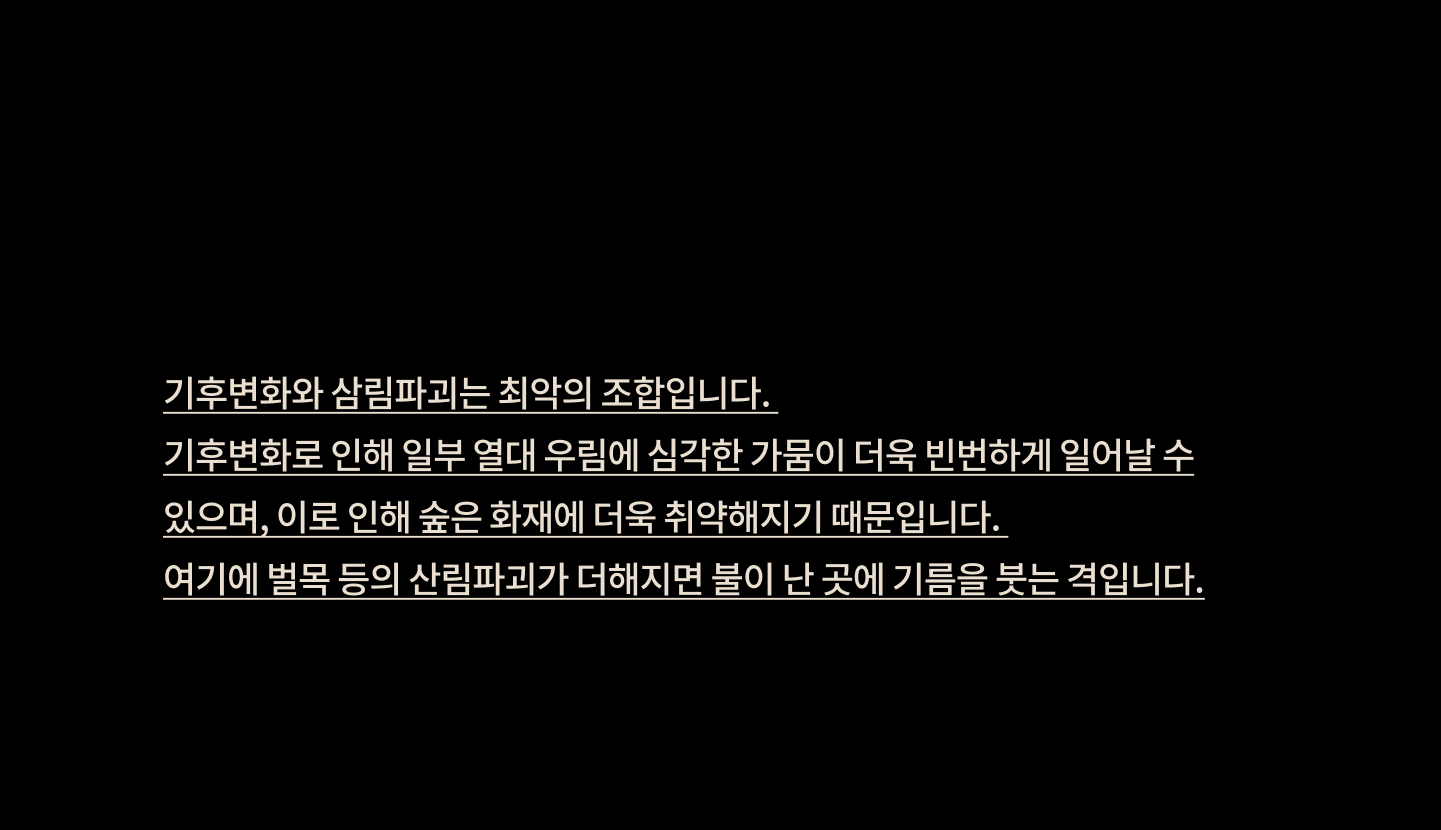 기후변화와 삼림파괴는 최악의 조합입니다.
기후변화로 인해 일부 열대 우림에 심각한 가뭄이 더욱 빈번하게 일어날 수
있으며, 이로 인해 숲은 화재에 더욱 취약해지기 때문입니다.
여기에 벌목 등의 산림파괴가 더해지면 불이 난 곳에 기름을 붓는 격입니다.